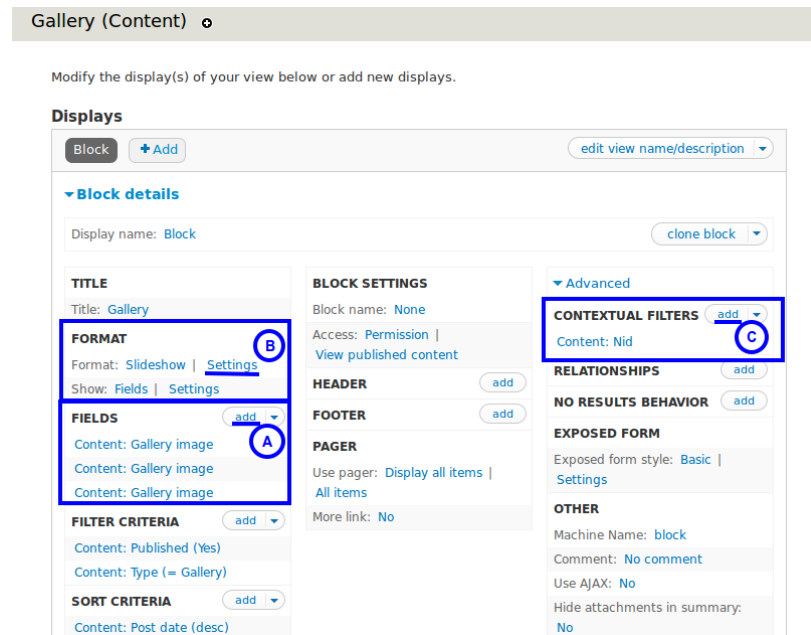 Gallery (Content)
Modify the display(s) of your view below or add new displays.
Displays
Block
+ Add
edit view name/description
Block details
Display name: Block
clone block
TITLE
Title: Gallery
FORMAT
B
Format: Slideshow | Settings
Show: Fields | Settings
FIELDS
add
A
Content: Gallery image
Content: Gallery image
Content: Gallery image
FILTER CRITERIA
add
Content: Published (Yes)
Content: Type (= Gallery)
SORT CRITERIA
add
Content: Post date (desc)
BLOCK SETTINGS
Block name: None
Access: Permission |
View published content
HEADER
add
FOOTER
add
PAGER
Use pager: Display all items |
All items
More link: No
Advanced
CONTEXTUAL FILTERS
add
C
Content: Nid
RELATIONSHIPS
add
NO RESULTS BEHAVIOR
add
EXPOSED FORM
Exposed form style: Basic |
Settings
OTHER
Machine Name: block
Comment: No comment
Use AJAX: No
Hide attachments in summary:
No